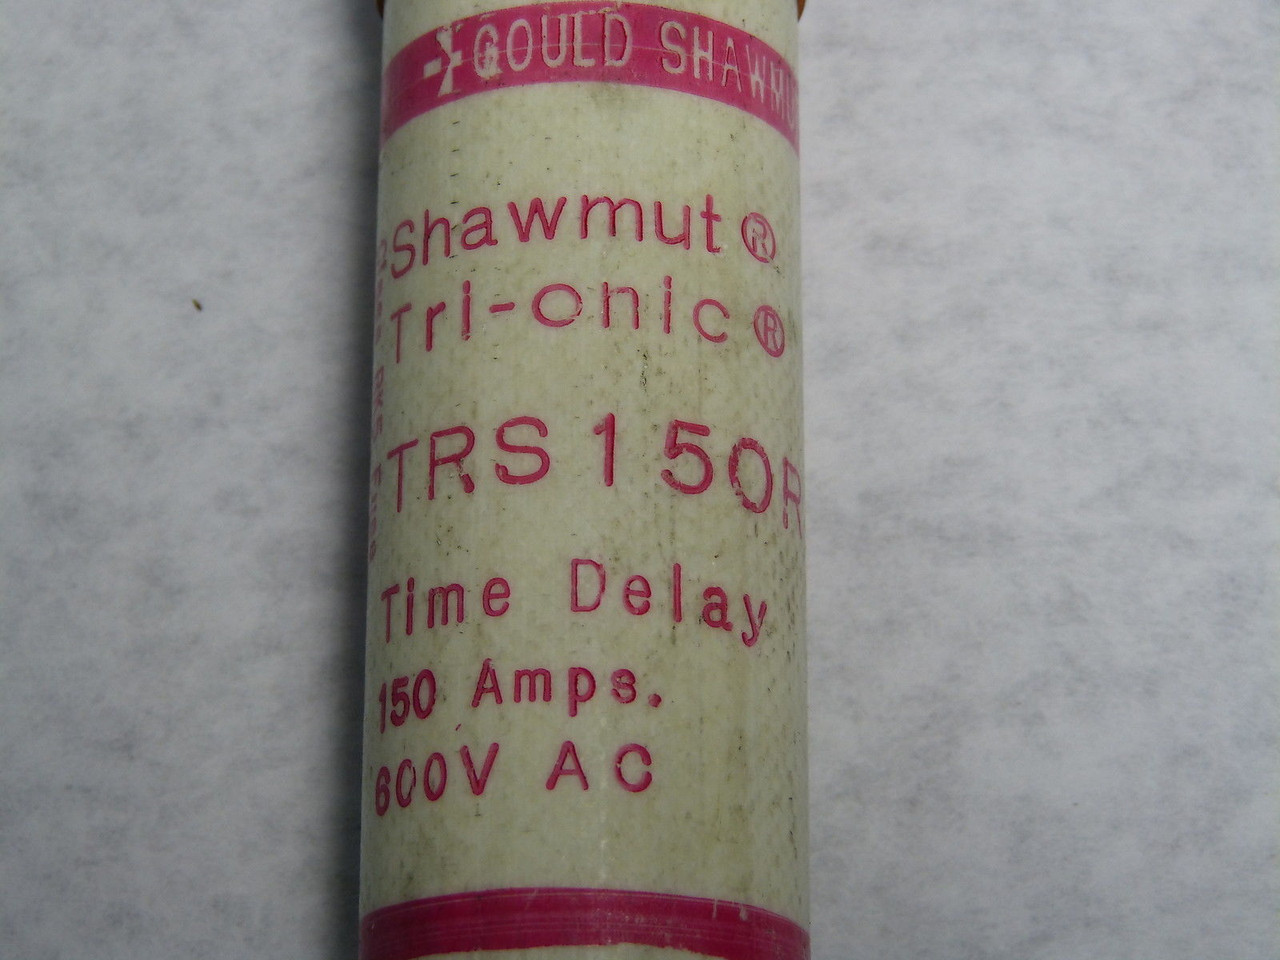 GOULD SHAWMU
Shawmut®
Tri-onic®
TRS150R
Time Delay
150 Amps.
600V AC